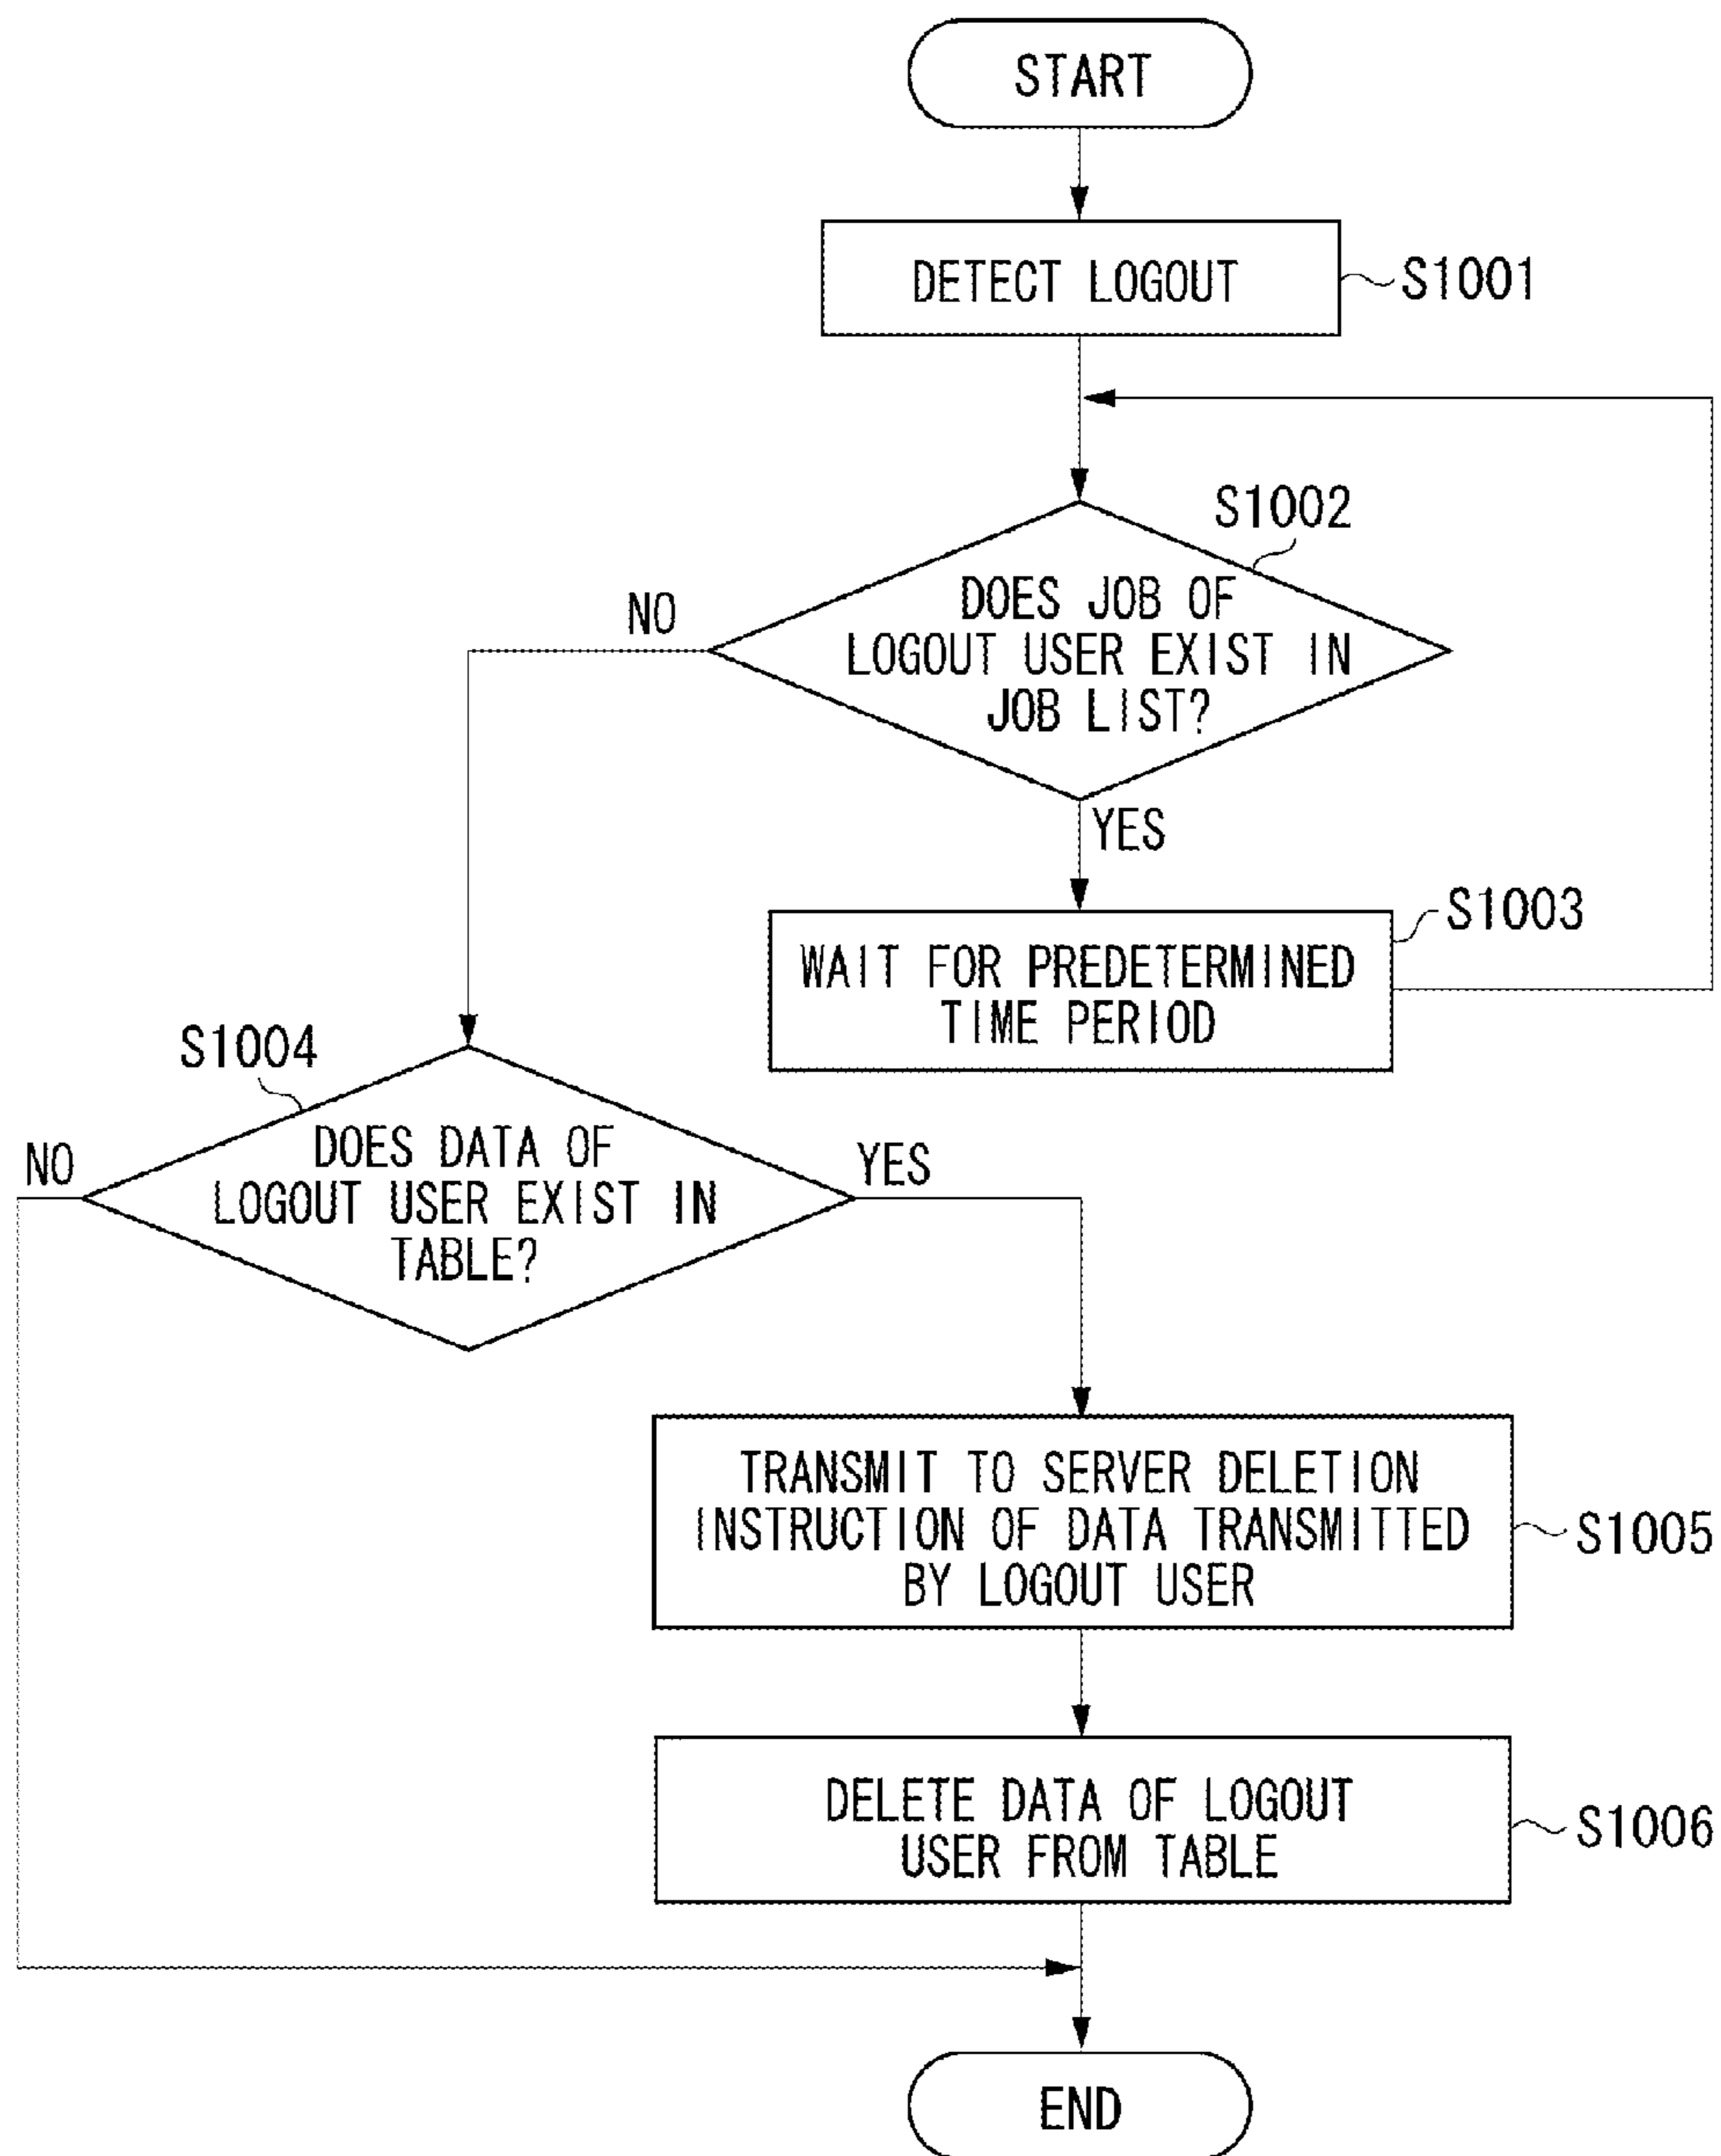 START
DETECT LOGOUT
S1001
S1002
DOES JOB OF
LOGOUT USER EXIST IN
JOB LIST?
NO
YES
S1003
WAIT FOR PREDETERMINED
TIME PERIOD
S1004
DOES DATA OF
LOGOUT USER EXIST IN
TABLE?
NO
YES
TRANSMIT TO SERVER DELETION
INSTRUCTION OF DATA TRANSMITTED
BY LOGOUT USER
S1005
DELETE DATA OF LOGOUT
USER FROM TABLE
S1006
END